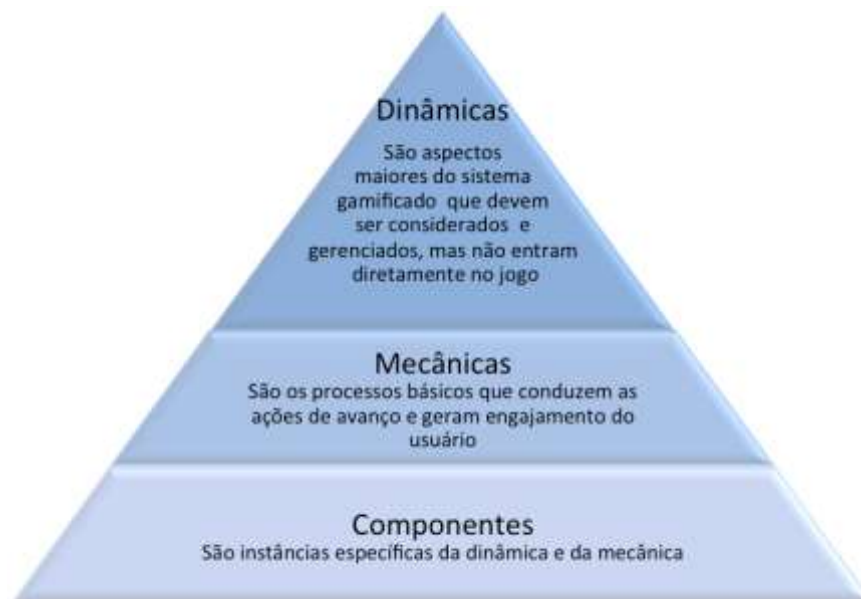 Dinâmicas
São aspectos
maiores do sistema
gamificado que devem
ser considerados e
gerenciados, mas não entram
diretamente no jogo
Mecânicas
São os processos básicos que conduzem as
ações de avanço e geram engajamento do
usuário
Componentes
São instâncias específicas da dinâmica e da mecânica